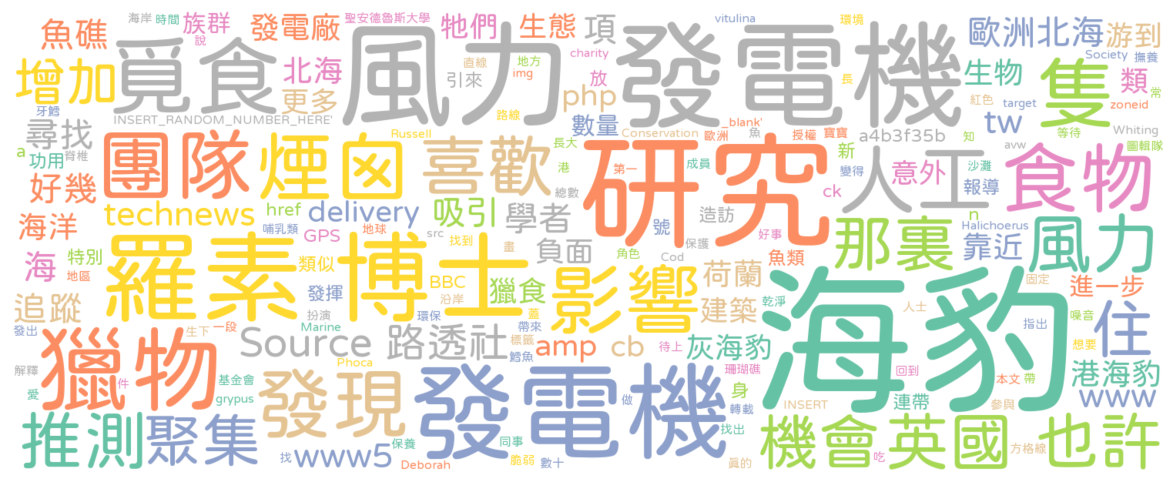 海岸 時間 族群 發電廠 聖安德魯斯大學 牠們 生態 項 vitulina 環境 歐洲北海 游到
魚礁 覓食 風力 發電機 說 charity 地方 Society 撫養
增加 北海 直線 引來 img 放 生物 隻 類
牙鱈 INSERT_RANDOM_NUMBER_HERE' 更多 路線 php 數量 長 紅色 target zoneid 常
尋找 團隊 煙囪 Russell 喜歡 Conservation _blank' 歐洲 魚 授權 寶寶 a4b3f35b tw 知 等待 Whiting
a 功用 脊椎 長大 港 第一 研究 成員 新 人工 意外 avw 沙灘 圖輯隊 食物
好幾 technews href delivery 吸引 總數 學者 造訪 ck 變得 報導 n
海洋 哺乳類 GPS 地球 src 找到 畫 負面 號 角色 保護 好事 那裏 Halichoerus 靠近 風力
海 特別 地區 羅素 博士 類似 BBC 獵食 影響 Cod 荷蘭 魚類 進一步
追蹤 發揮 沿岸 建築 乾淨 海豹 人士 固定
發出 生下 一段 扮演 Marine 環保 蓋 帶來 標籤 指出 噪音 住
獵物 解釋 Source 路透社 鱈魚 amp cb 待上 灰海豹 想要
愛 件 基金會 grypus Phoca 發現 發電機 珊瑚礁 身 回到 連帶 本文 帶 港海豹
做 轉載 INSERT 參與 www
推測 聚集 找 www5 保養 Deborah 同事 脆弱 數十 真的 找出 機會 英國 吃 方格線 也許